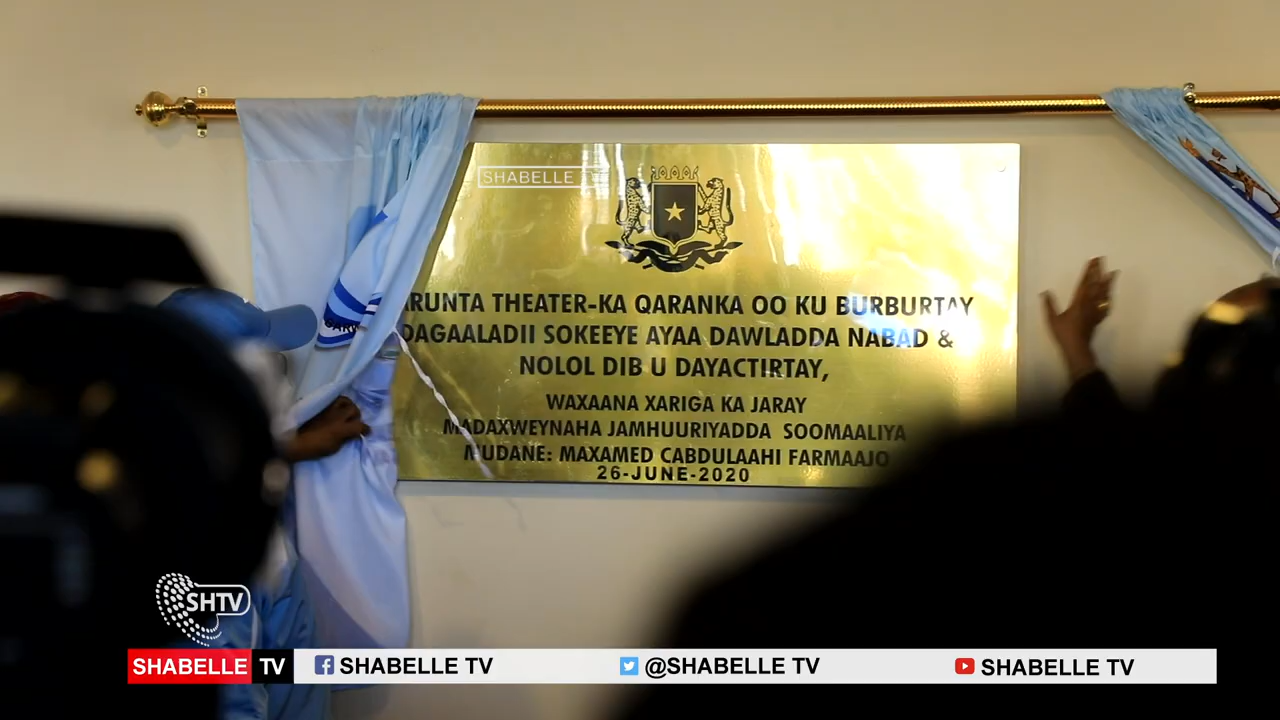 SHABELLE TV
ARUNTA THEATER-KA QARANKA OO KU BURBURTAY
DAGAALADII SOKEEYE AYAA DAWLADDA NABAD &
NOLOL DIB U DAYACTIRTAY,
WAXAANA XARIGA KA JARAY
MADAXWEYNAHA JAMHUURIYADDA SOOMAALIYA
MUDANE: MAXAMED CABDULAAHI FARMAAJO
26-JUNE-2020
SHTV
SHABELLE TV
SHABELLE TV
@SHABELLE TV
SHABELLE TV